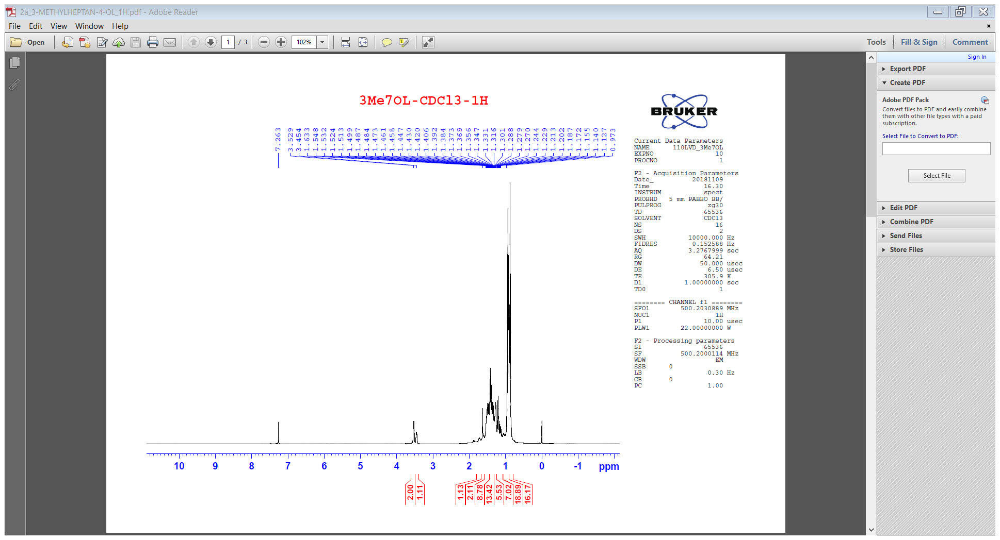 2a_3-METHYLHEPTAN-4-OL_1H.pdf - Adobe Reader
File Edit View Window Help
Open 1 / 3 102% Tools Fill & Sign Comment
Sign In
Export PDF
Create PDF
Adobe PDF Pack
Convert files to PDF and easily combine
them with other file types with a paid
subscription.
Select File to Convert to PDF:
Select File
Edit PDF
Combine PDF
Send Files
Store Files
3Me7OL-CDCl3-1H
BRUKER
7.263
3.529
3.454
1.633
1.548
1.532
1.524
1.513
1.499
1.487
1.484
1.473
1.461
1.458
1.447
1.430
1.420
1.406
1.392
1.384
1.373
1.369
1.356
1.347
1.331
1.316
1.301
1.288
1.279
1.270
1.244
1.229
1.213
1.202
1.187
1.172
1.155
1.140
1.127
0.973
Current Data Parameters
NAME 110LVD_3Me7OL
EXPNO 10
PROCNO 1
F2 - Acquisition Parameters
Date_ 20181109
Time 16.30
INSTRUM spect
PROBHD 5 mm PABBO BB/
PULPROG zg30
TD 65536
SOLVENT CDCl3
NS 16
DS 2
SWH 10000.000 Hz
FIDRES 0.152588 Hz
AQ 3.2767999 sec
RG 64.21
DW 50.000 usec
DE 6.50 usec
TE 305.9 K
D1 1.00000000 sec
TD0 1
======== CHANNEL f1 ========
SFO1 500.2030889 MHz
NUC1 1H
P1 10.00 usec
PLW1 22.00000000 W
F2 - Processing parameters
SI 65536
SF 500.2000114 MHz
WDW EM
SSB 0
LB 0.30 Hz
GB 0
PC 1.00
10 9 8 7 6 5 4 3 2 1 0 -1 ppm
2.00
1.11
1.13
2.11
8.78
13.42
5.53
7.02
18.89
16.17